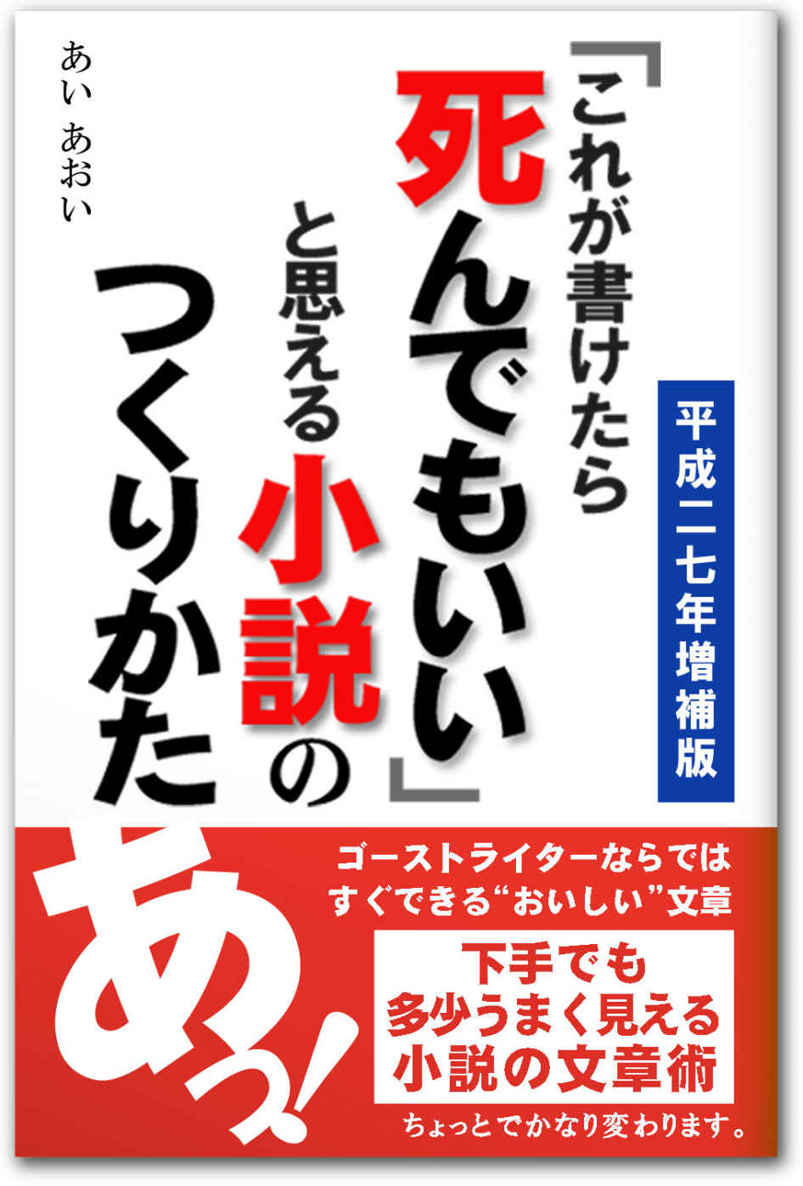 平成二七年増補版
「これが書けたら
死んでもいい」
と思える小説の
つくりかた
あい あおい
あっ!
ゴーストライターならでは
すぐできる“おいしい”文章
下手でも
多少うまく見える
小説の文章術
ちょっとでかなり変わります。